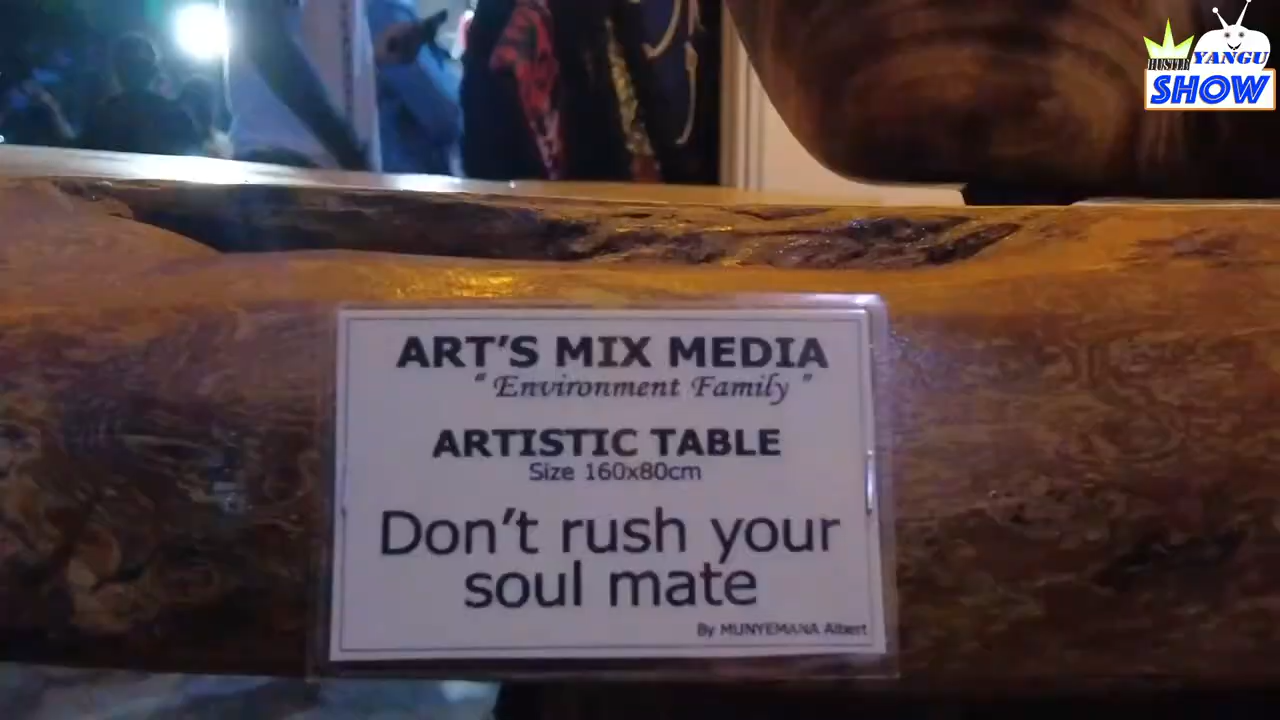 HUSTLER YANGU
SHOW
ART'S MIX MEDIA
“Environment Family”
ARTISTIC TABLE
Size 160x80cm
Don't rush your
soul mate
By MUNYEMANA Albert